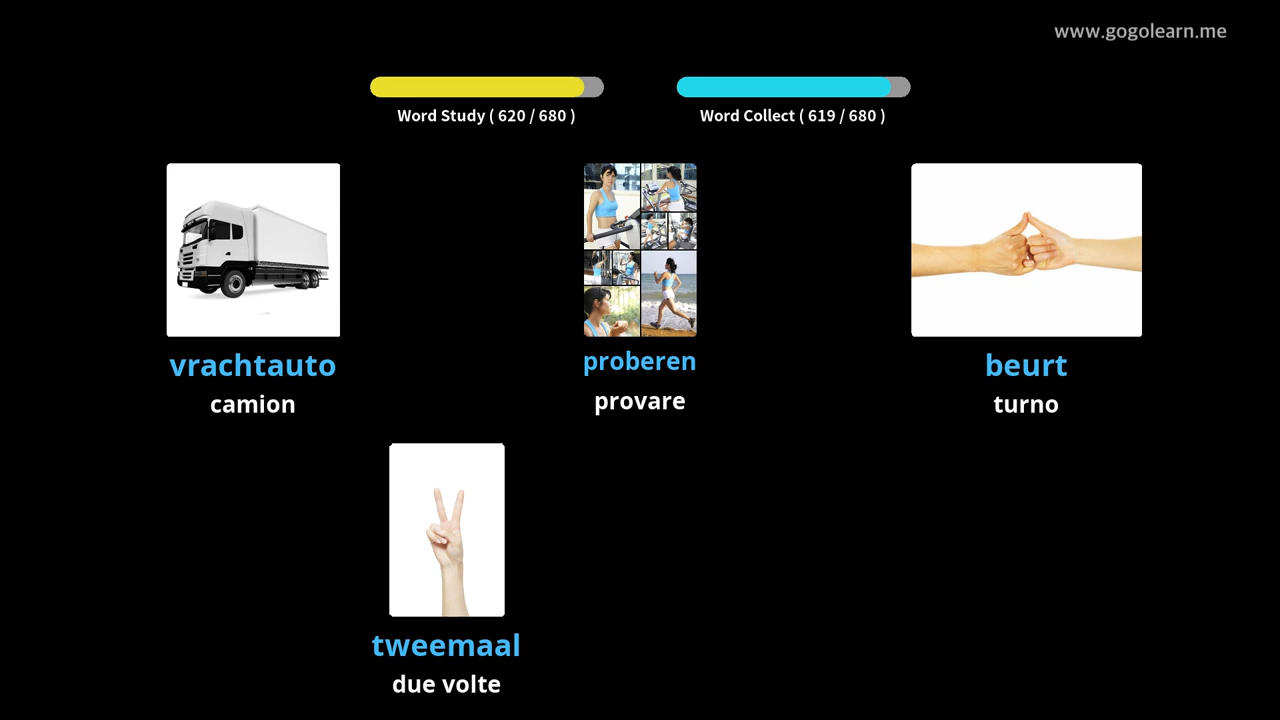 www.gogolearn.me
Word Study ( 620 / 680 )
Word Collect ( 619 / 680 )
vrachtauto
camion
proberen
provare
beurt
turno
tweemaal
due volte